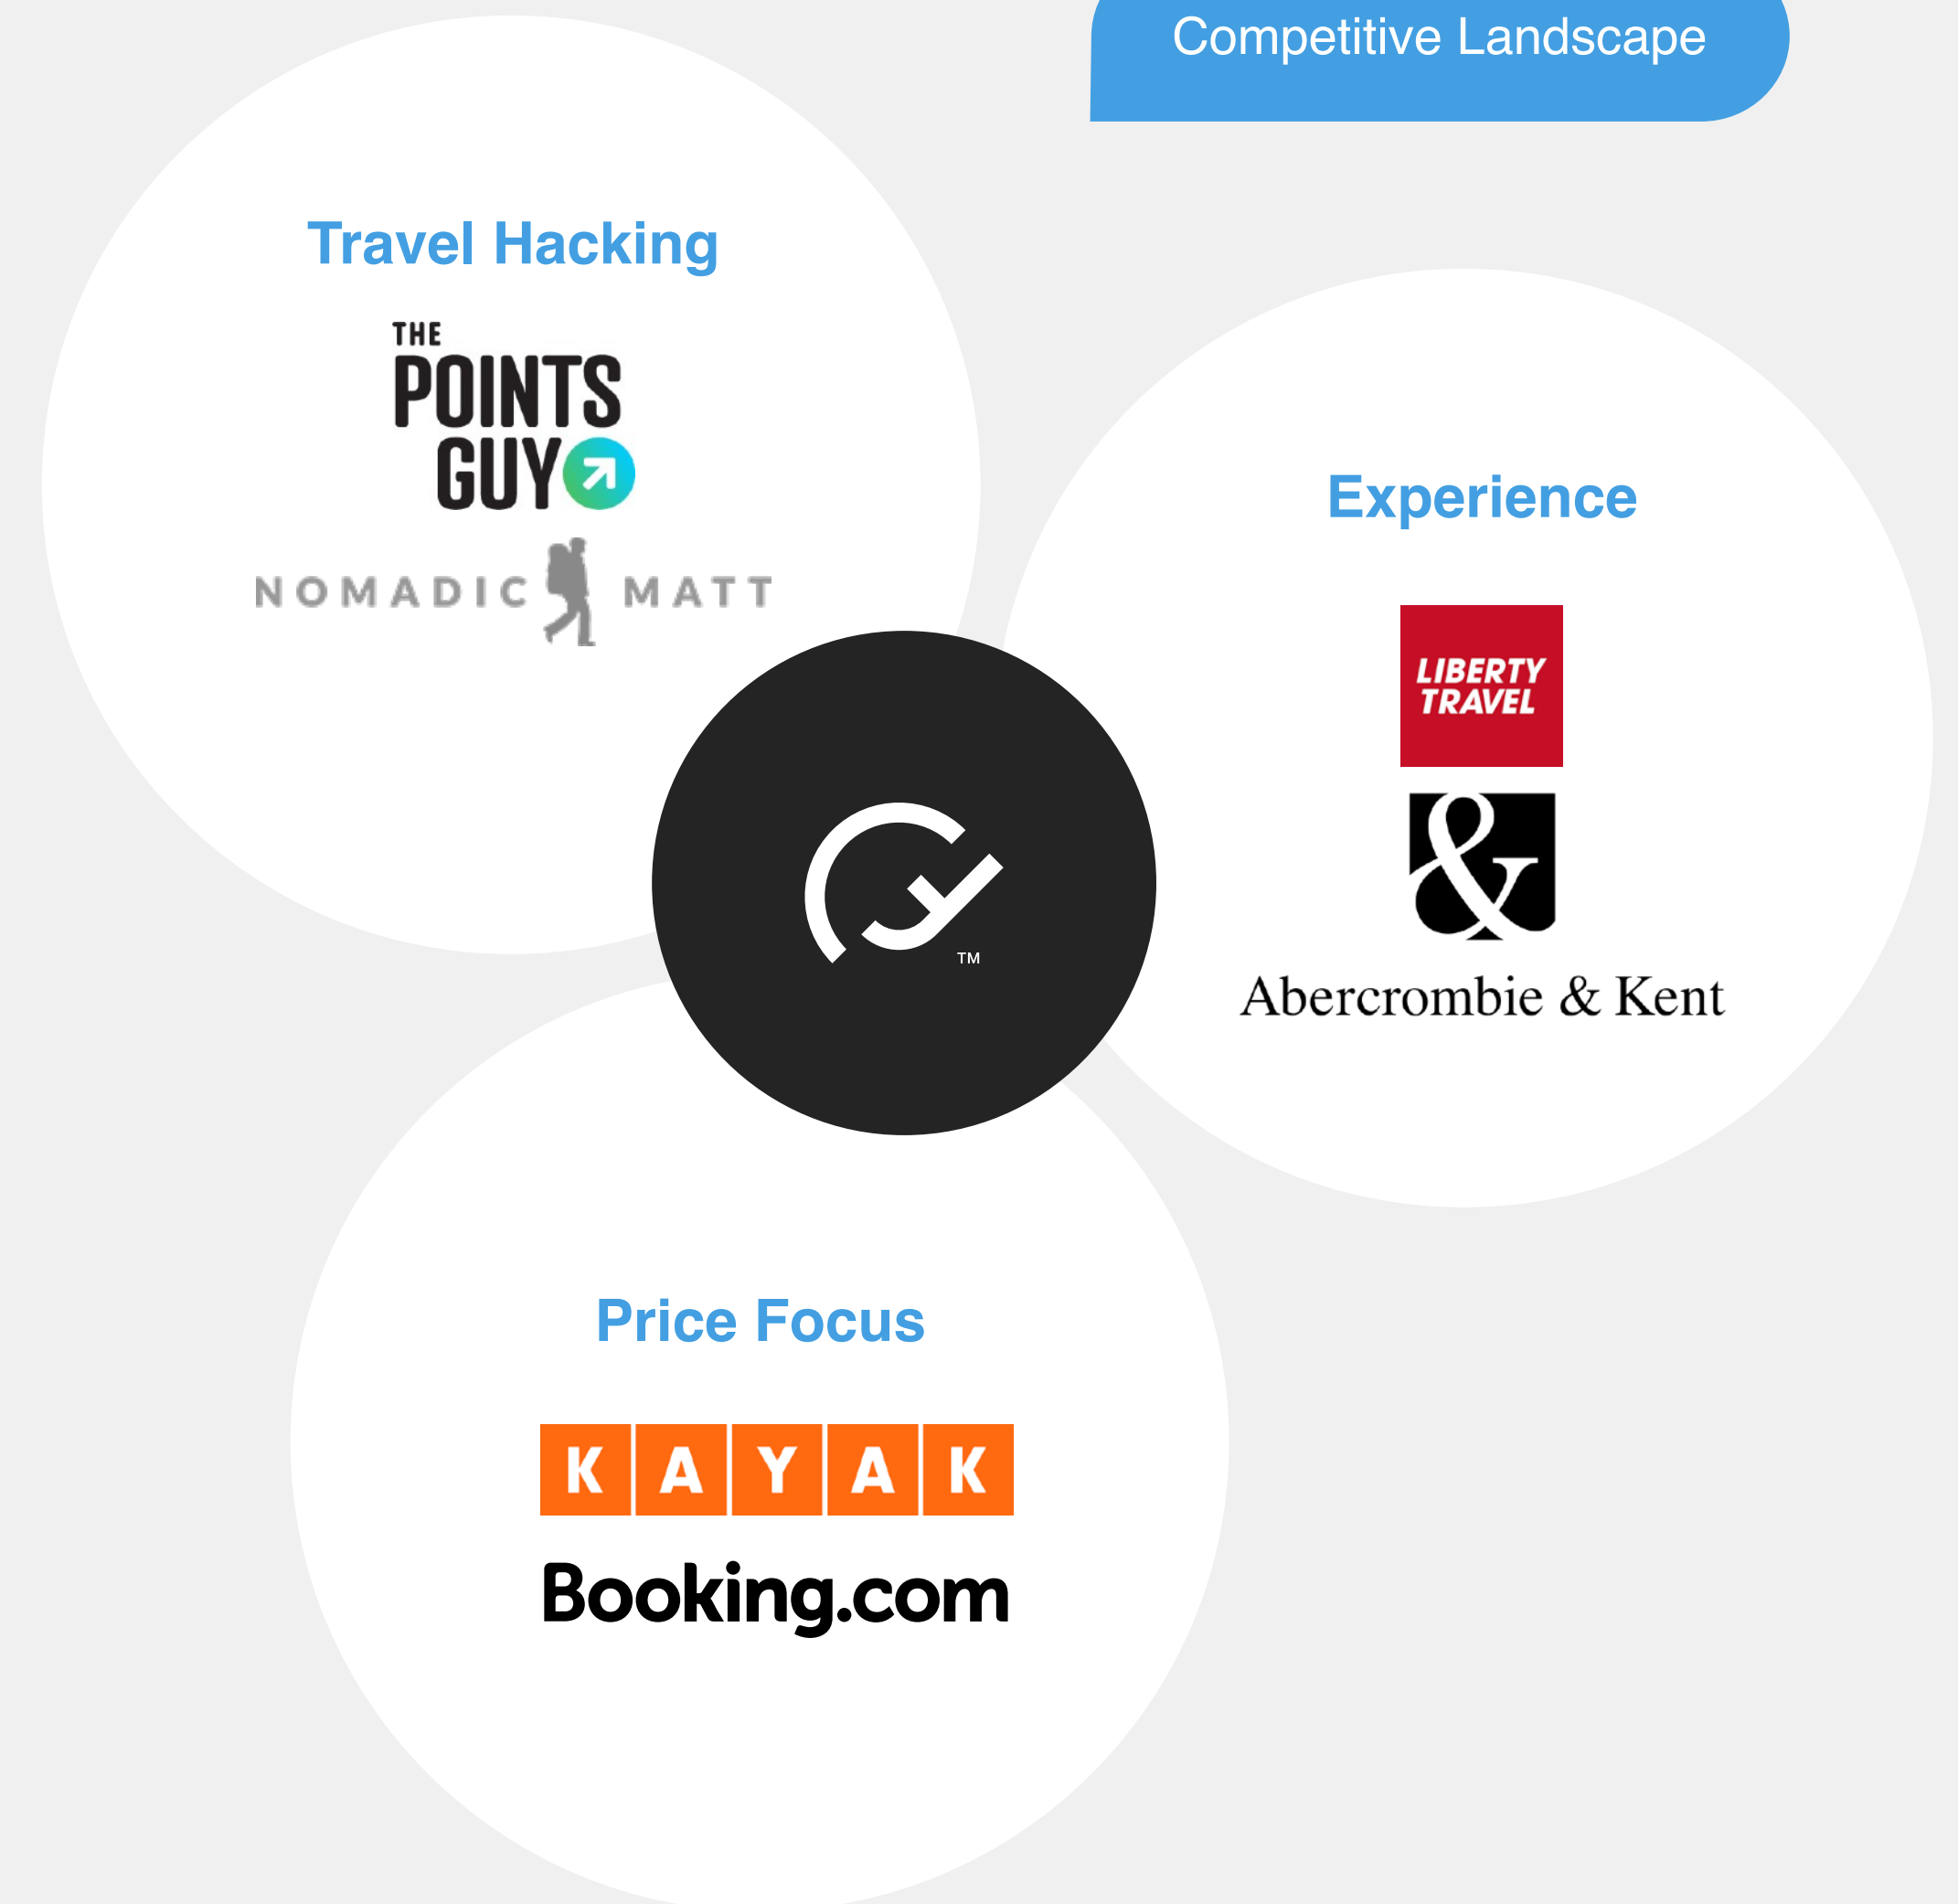 Competitive Landscape
Travel Hacking
THE
POINTS
GUY
NOMADIC MATT
Experience
LIBERTY
TRAVEL
&
Abercrombie & Kent
TM
Price Focus
KAYAK
Booking.com